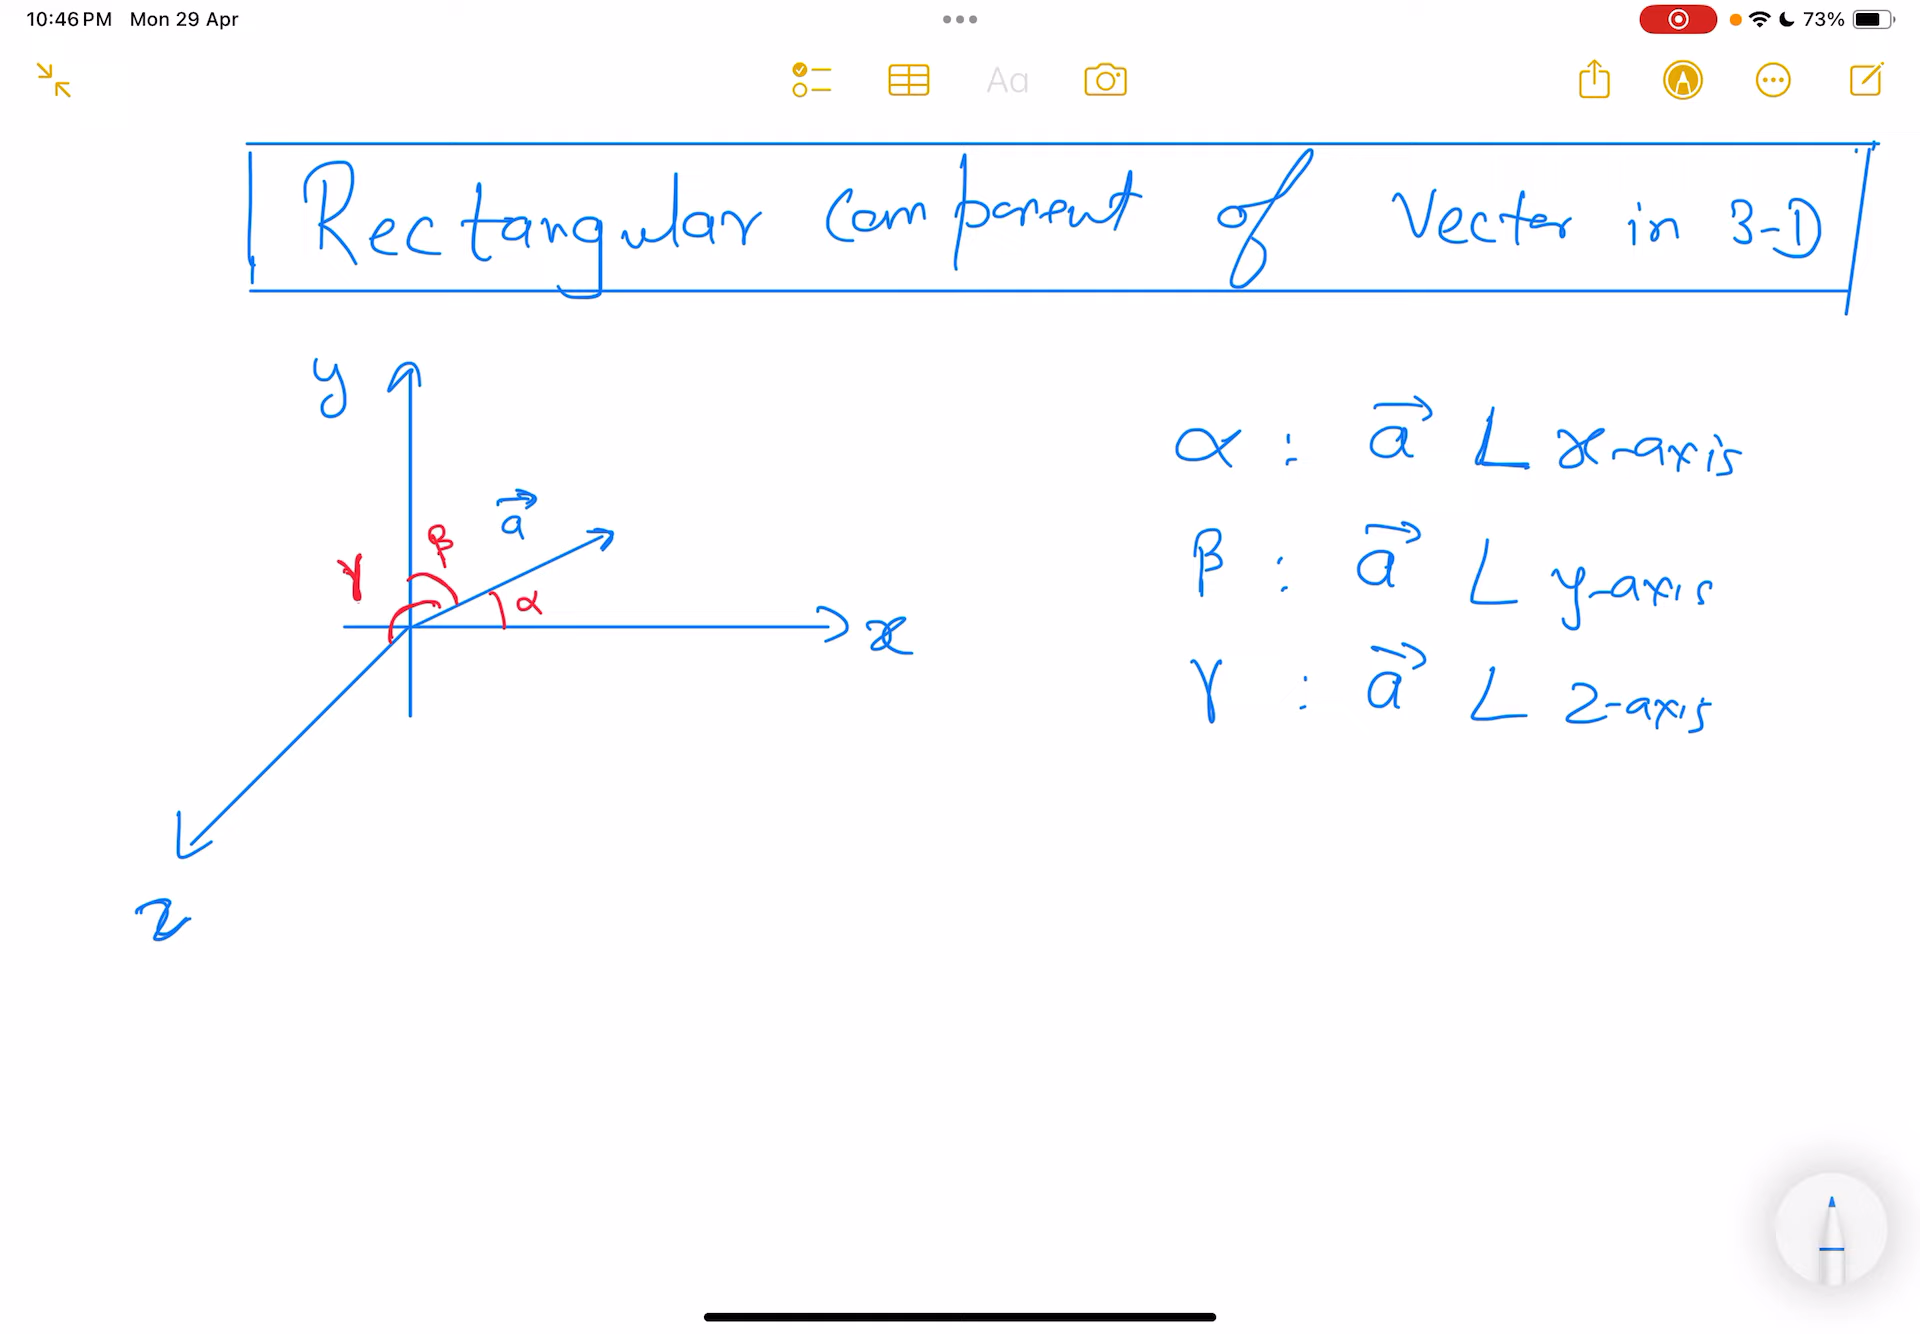 10:46 PM Mon 29 Apr
73%
Aa
Rectangular Component of Vector in 3-D
y
a
β
γ
α
x
z
α : a ∠ x-axis
β : a ∠ y-axis
γ : a ∠ z-axis